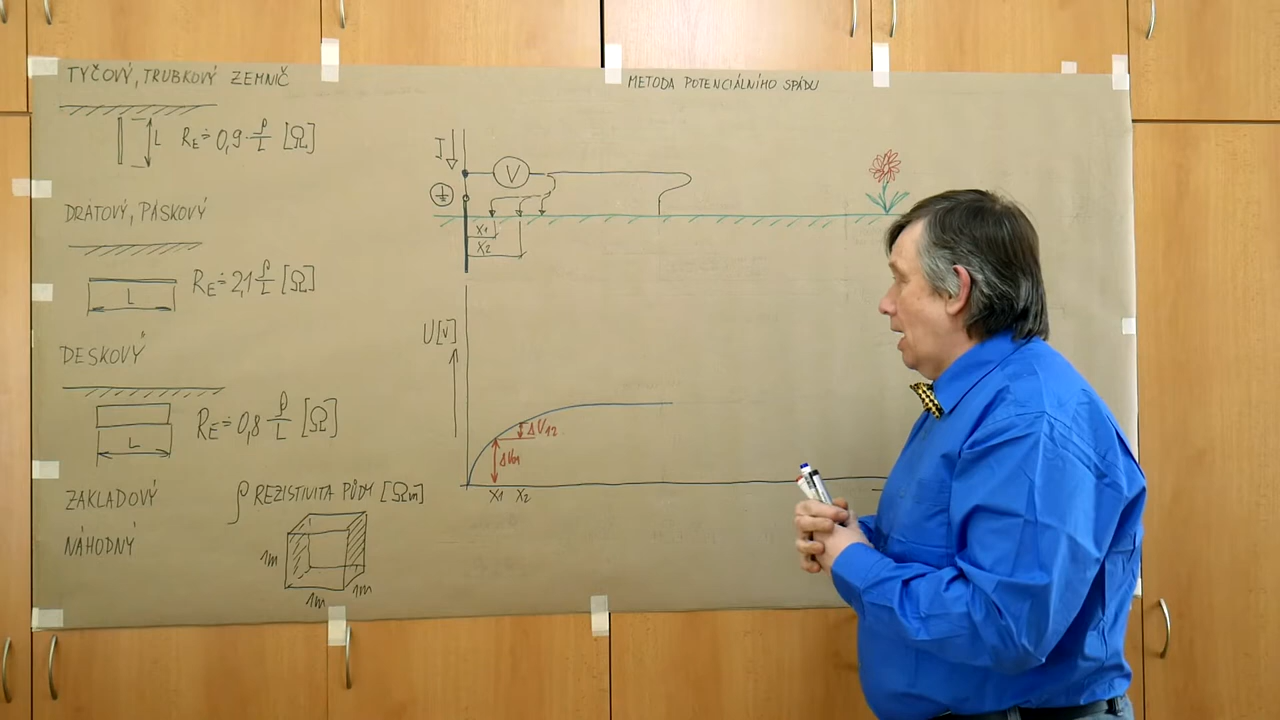 TYČOVÝ, TRUBKOVÝ ZEMNIČ
L
R_E ≐ 0,9 ρ/L [Ω]
DRÁTOVÝ, PÁSKOVÝ
L
R_E ≐ 2,1 ρ/L [Ω]
DESKOVÝ
L
R_E ≐ 0,8 ρ/L [Ω]
ZÁKLADOVÝ
NÁHODNÝ
ρ REZISTIVITA PŮDY [Ωm]
1m
1m
1m
METODA POTENCIÁLNÍHO SPÁDU
I
V
X1
X2
U[V]
ΔU12
ΔU1
X1 X2